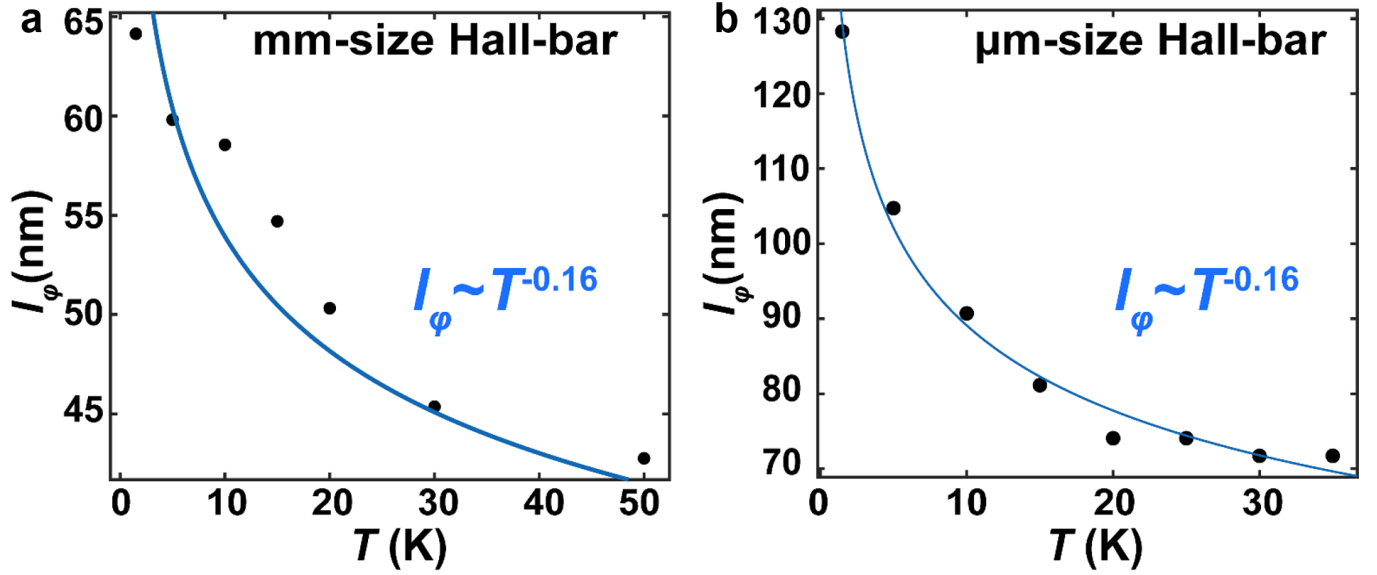 a
mm-size Hall-bar
65
60
55
50
45
lφ(nm)
lφ~T-0.16
0 10 20 30 40 50
T (K)
b
μm-size Hall-bar
130
120
110
100
90
80
70
lφ(nm)
lφ~T-0.16
0 10 20 30
T (K)